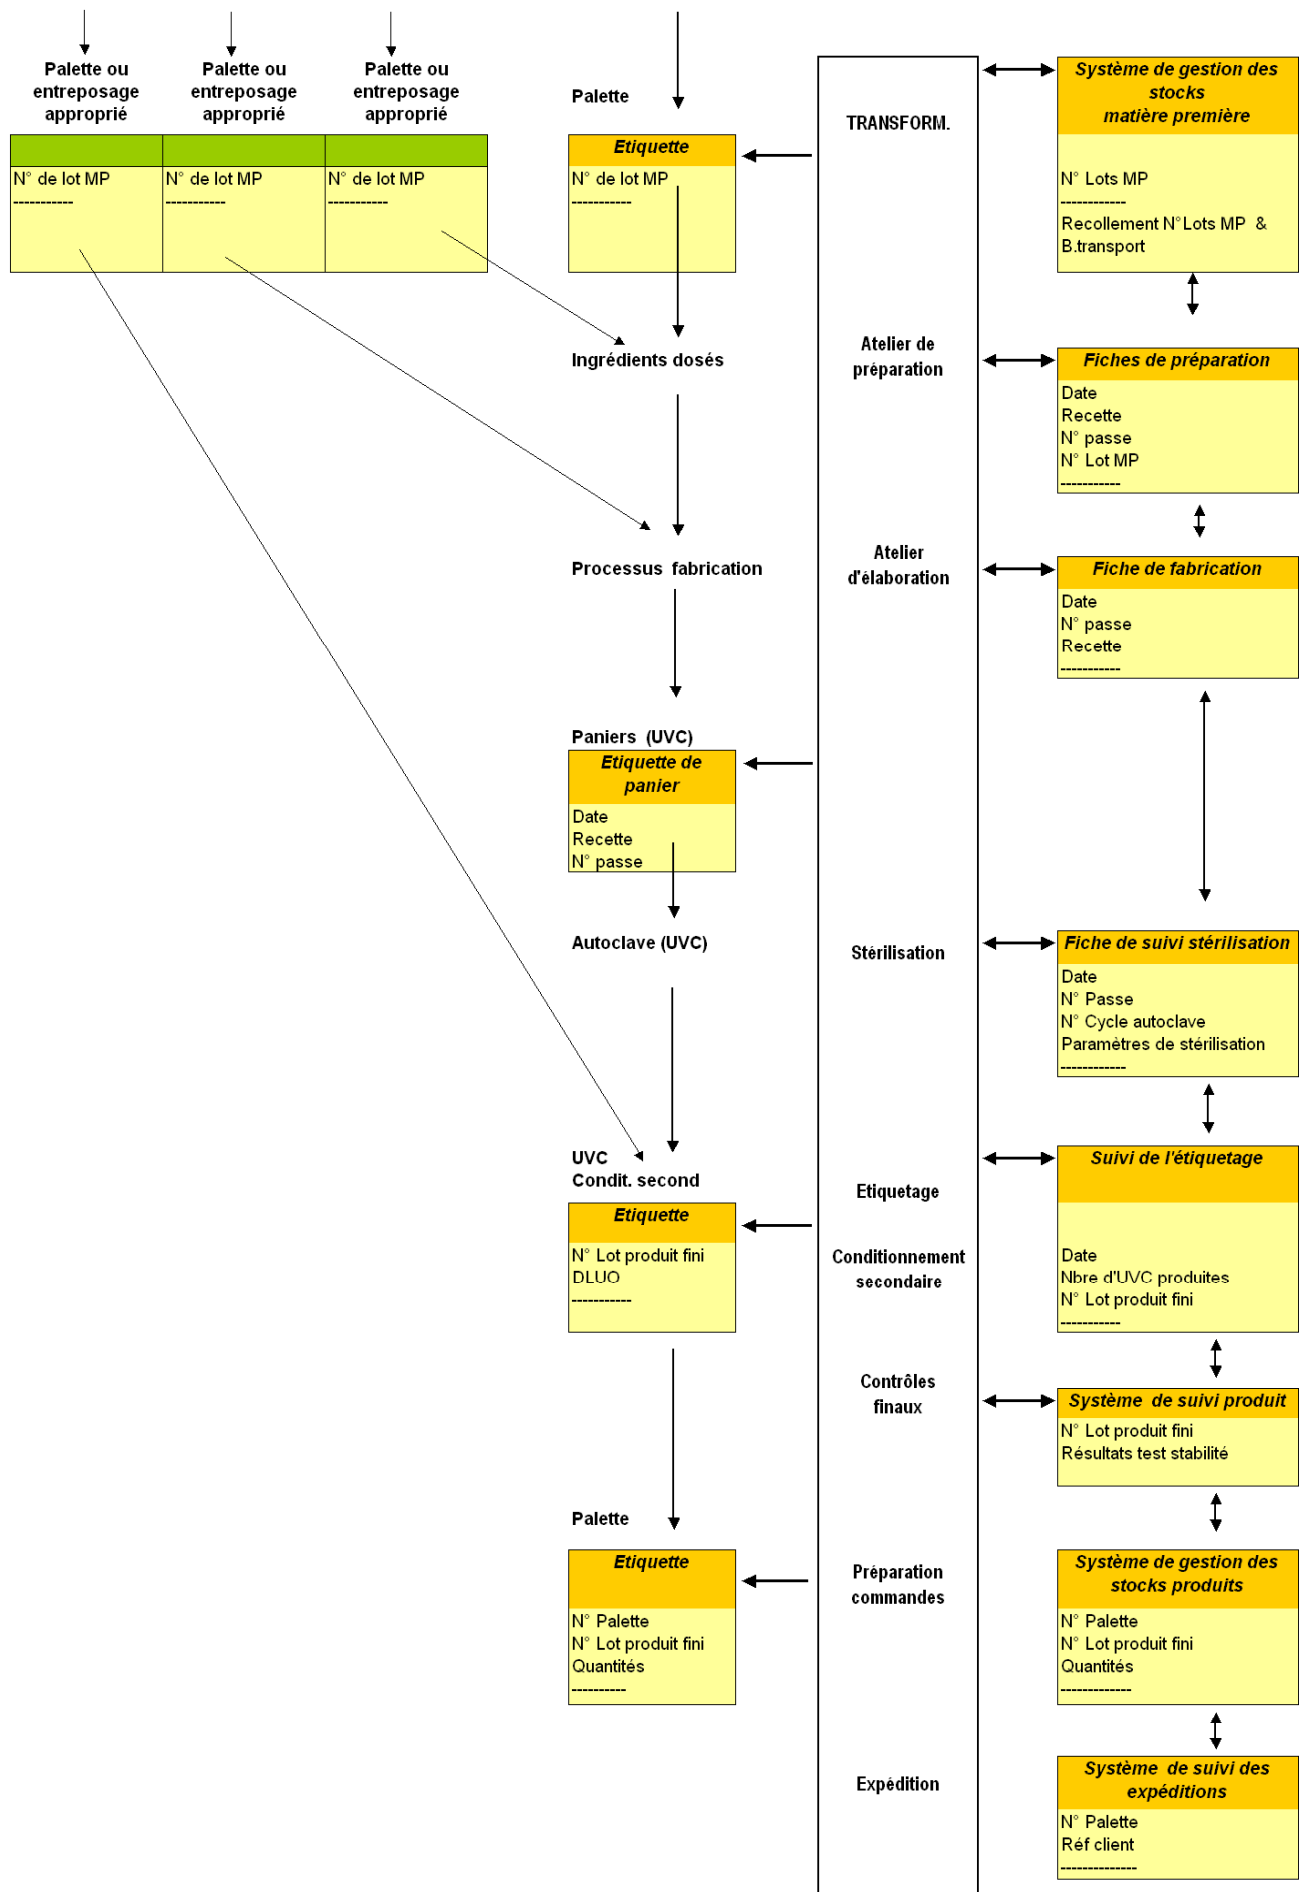 Palette ou
entreposage
approprié
Palette ou
entreposage
approprié
Palette ou
entreposage
approprié
N° de lot MP
-----------
N° de lot MP
-----------
N° de lot MP
-----------
Palette
Etiquette
N° de lot MP
-----------
Ingrédients dosés
Processus fabrication
Paniers (UVC)
Etiquette de
panier
Date
Recette
N° passe
Autoclave (UVC)
UVC
Condit. second
Etiquette
N° Lot produit fini
DLUO
-----------
Palette
Etiquette
N° Palette
N° Lot produit fini
Quantités
----------
TRANSFORM.
Atelier de
préparation
Atelier
d'élaboration
Stérilisation
Etiquetage
Conditionnement
secondaire
Contrôles
finaux
Préparation
commandes
Expédition
Système de gestion des
stocks
matière première
N° Lots MP
------------
Recollement N°Lots MP &
B.transport
Fiches de préparation
Date
Recette
N° passe
N° Lot MP
-----------
Fiche de fabrication
Date
N° passe
Recette
-----------
Fiche de suivi stérilisation
Date
N° Passe
N° Cycle autoclave
Paramètres de stérilisation
------------
Suivi de l'étiquetage
Date
Nbre d'UVC produites
N° Lot produit fini
-----------
Système de suivi produit
N° Lot produit fini
Résultats test stabilité
Système de gestion des
stocks produits
N° Palette
N° Lot produit fini
Quantités
-------------
Système de suivi des
expéditions
N° Palette
Réf client
--------------